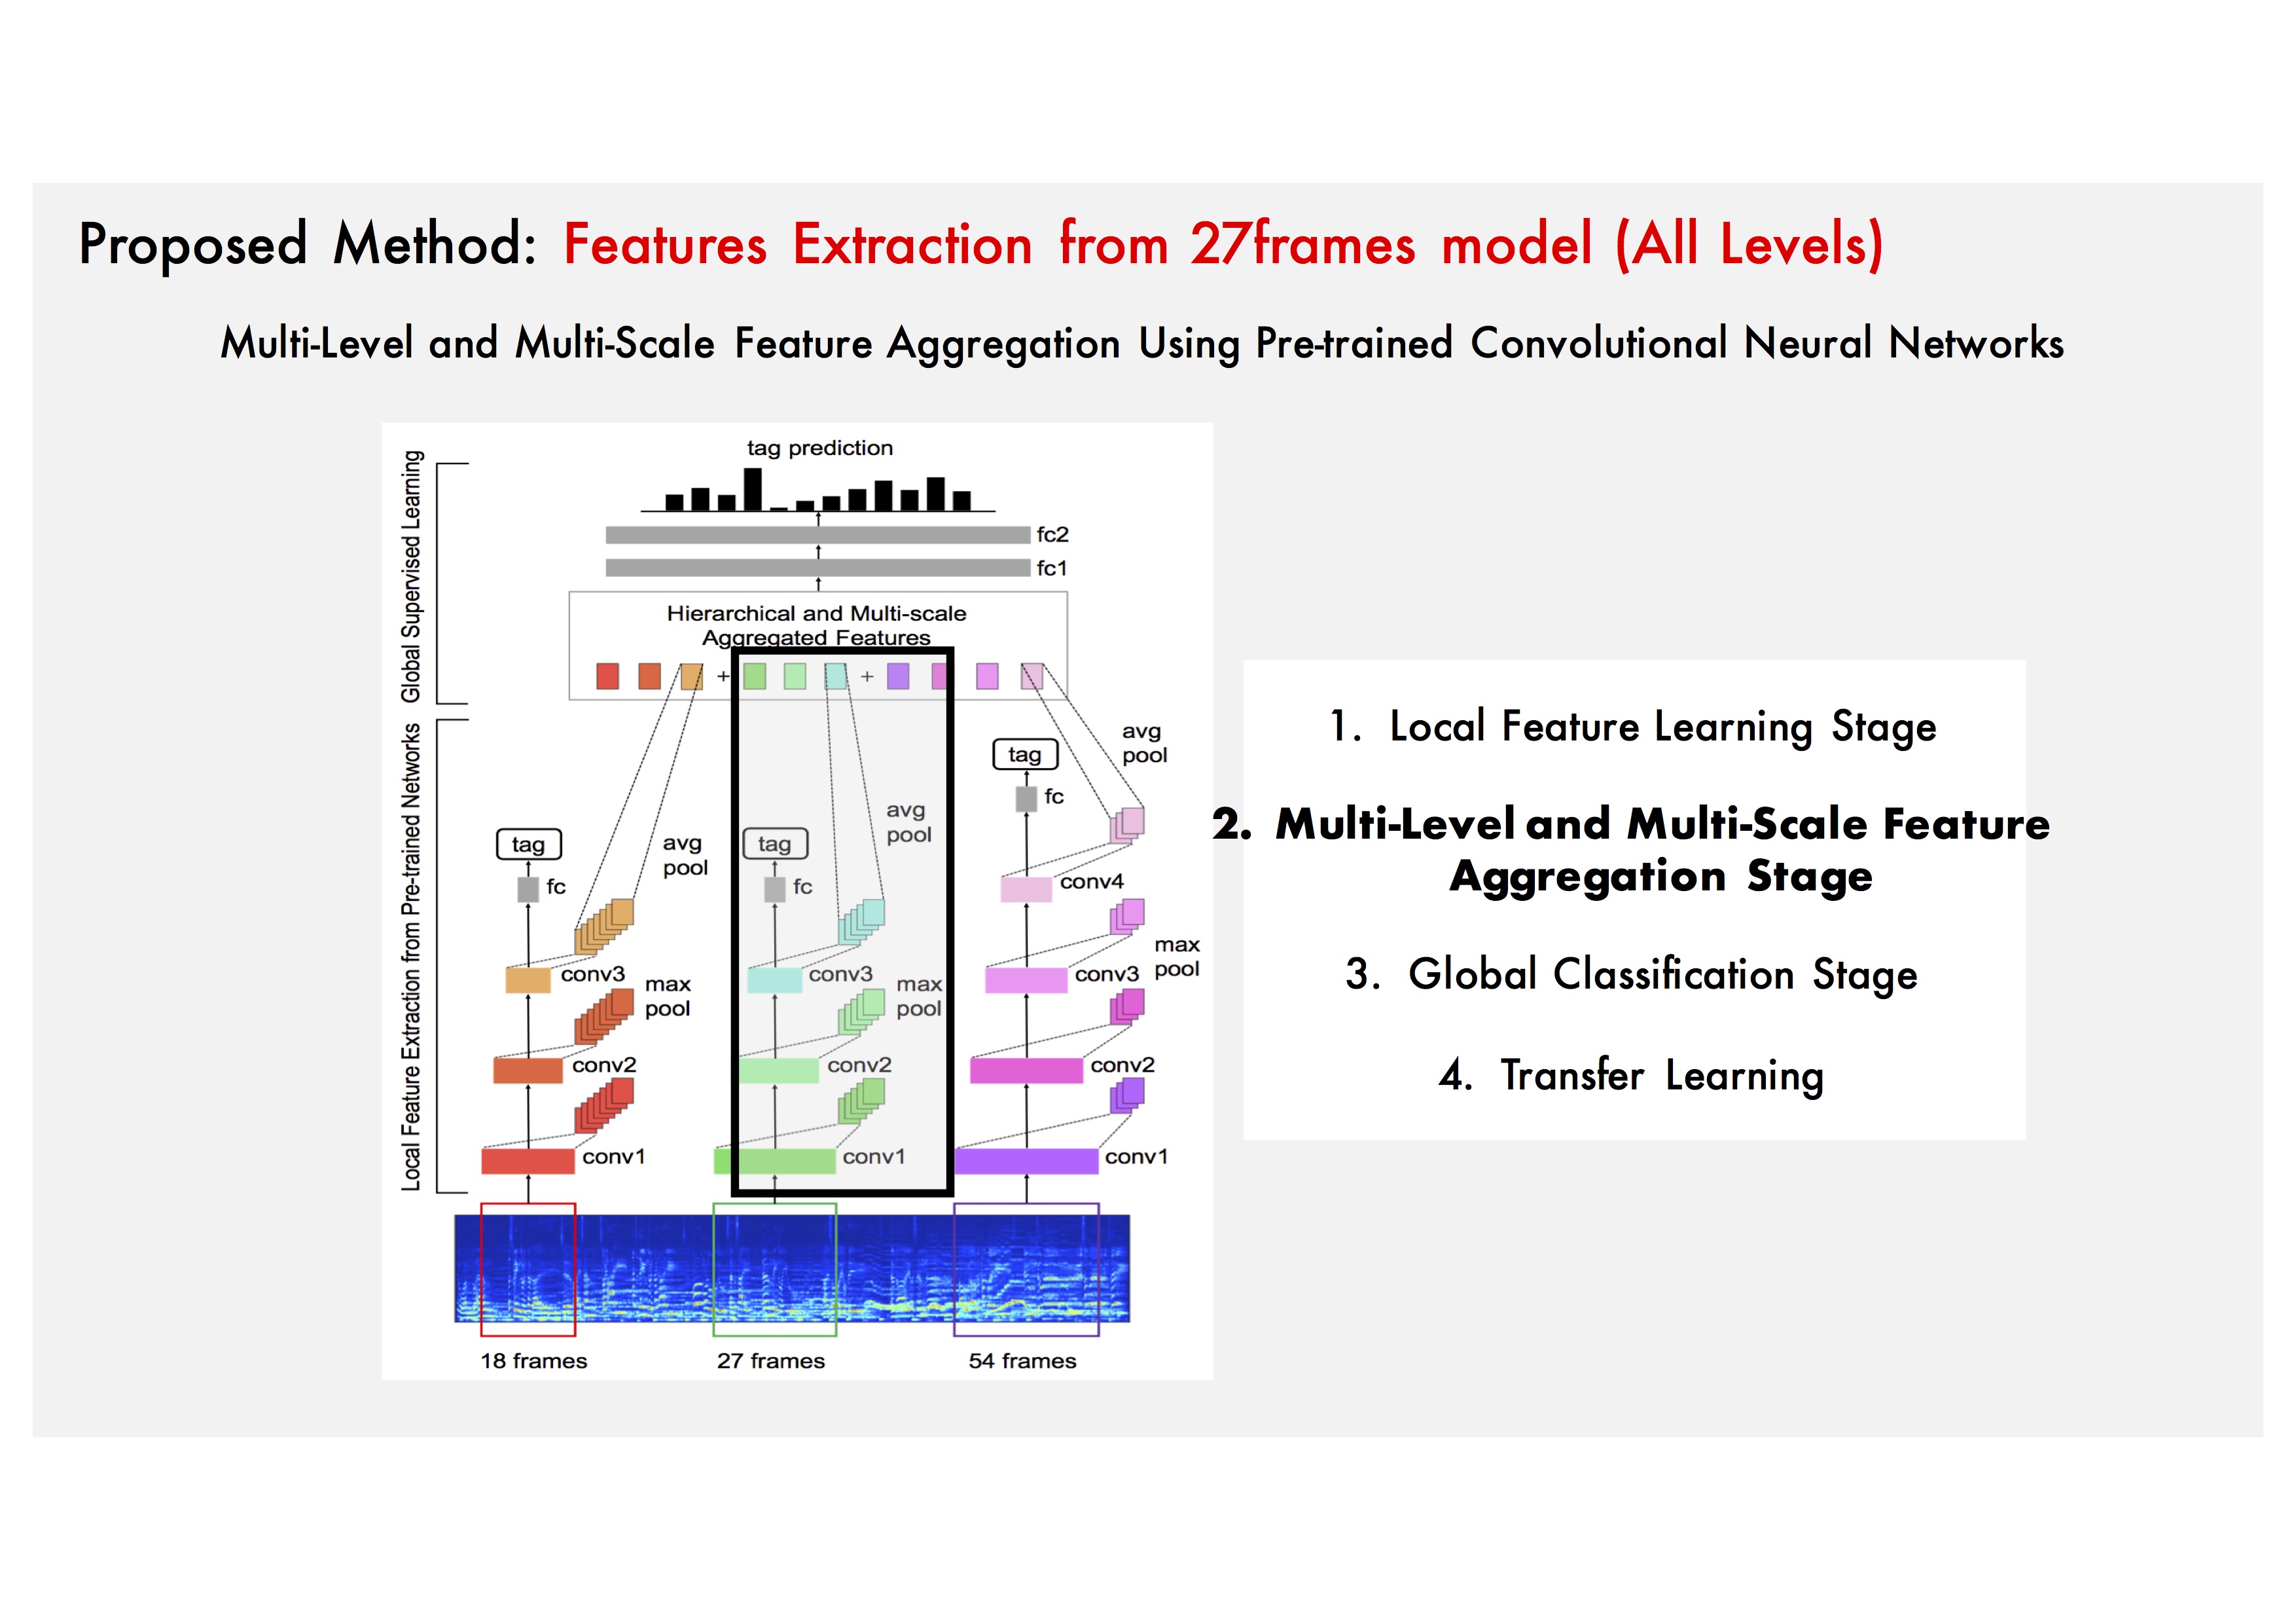 Proposed Method: Features Extraction from 27frames model (All Levels)
Multi-Level and Multi-Scale Feature Aggregation Using Pre-trained Convolutional Neural Networks
Global Supervised Learning
Local Feature Extraction from Pre-trained Networks
tag prediction
fc2
fc1
Hierarchical and Multi-scale
Aggregated Features
+
+
tag
fc
avg
pool
conv3
max
pool
conv2
conv1
18 frames
tag
fc
avg
pool
conv3
max
pool
conv2
conv1
27 frames
tag
fc
avg
pool
conv4
conv3
max
pool
conv2
conv1
54 frames
1. Local Feature Learning Stage
2. Multi-Level and Multi-Scale Feature
Aggregation Stage
3. Global Classification Stage
4. Transfer Learning